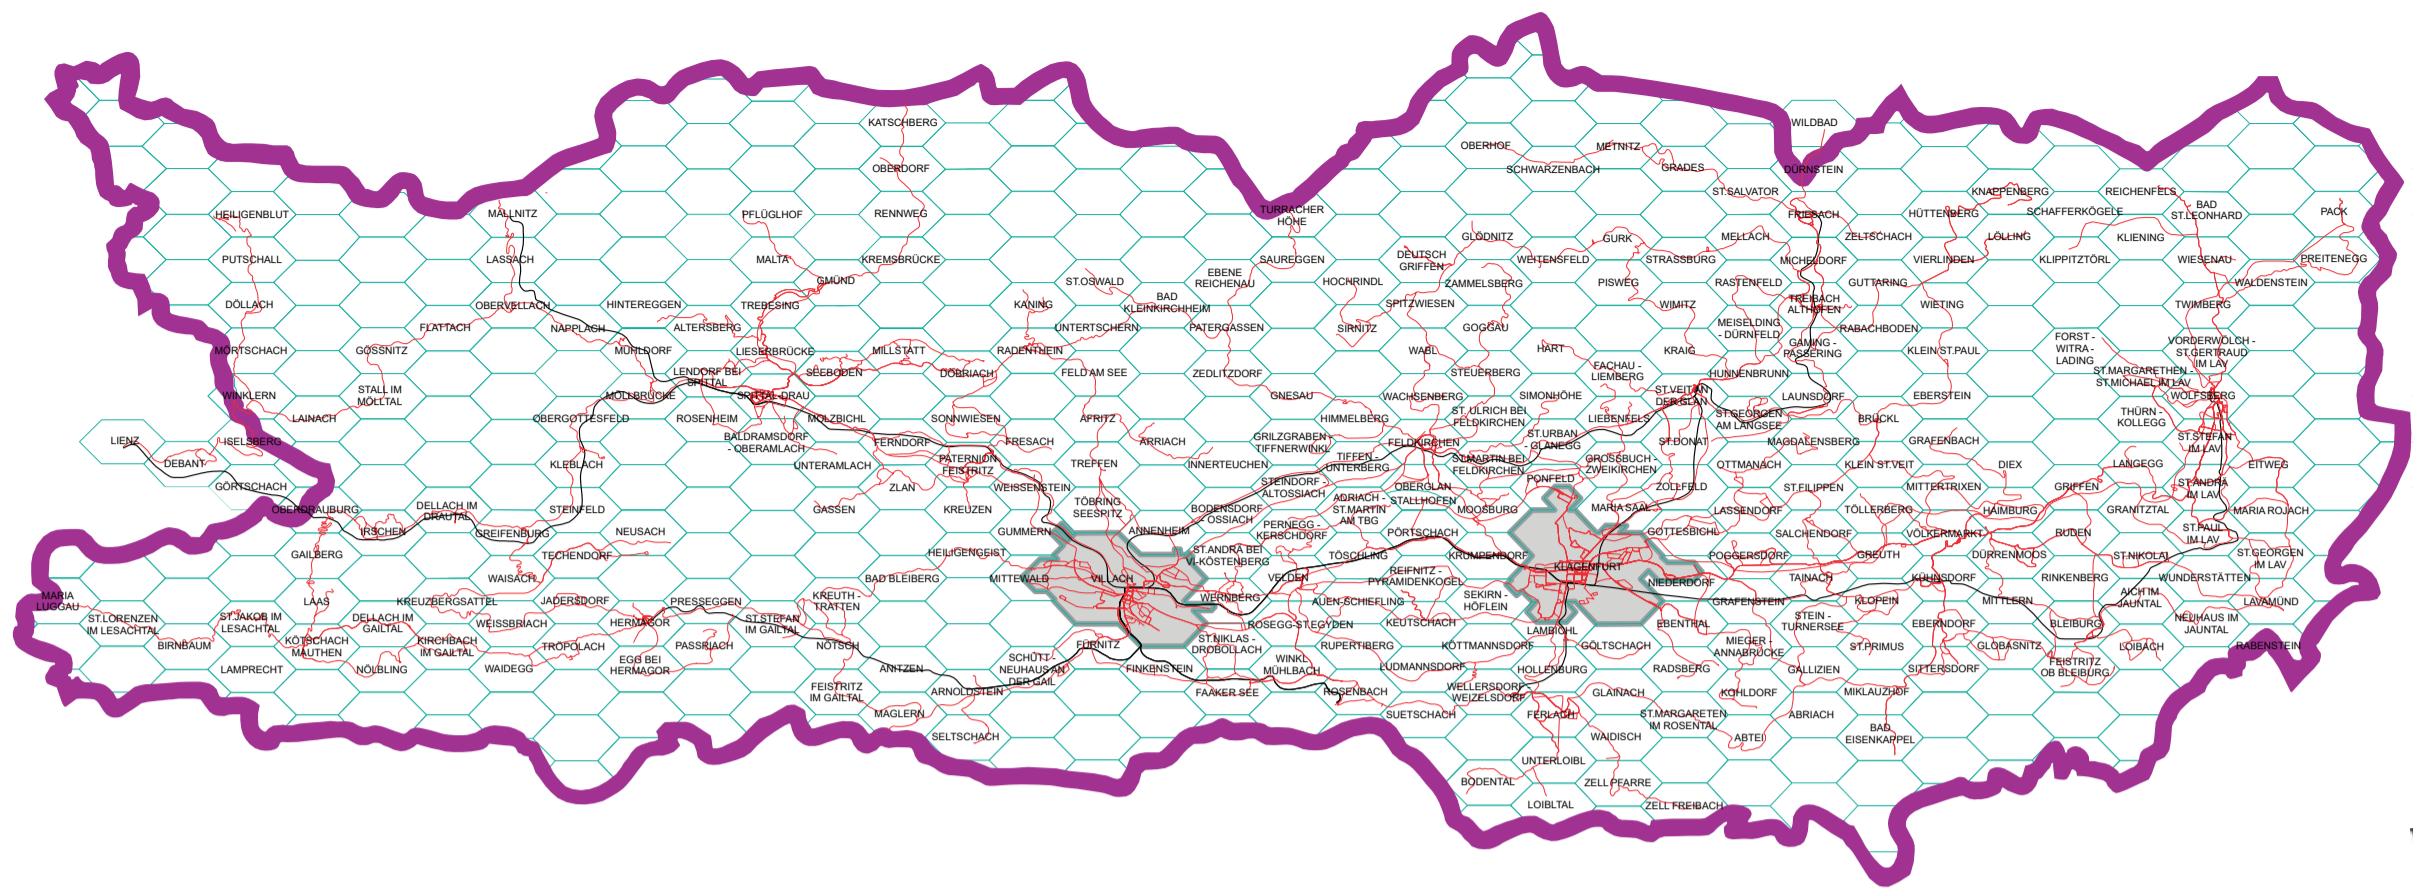 KATSCHBERG
WILDBAD
OBERHOF
METNITZ
OBERDORF
SCHWARZENBACH
GRADES
DÜRNSTEIN
ST.SALVATOR
KNAPPENBERG
REICHENFELS
HEILIGENBLUT
MALLNITZ
PFLÜGLHOF
RENNWEG
TURRACHER
HÖHE
FRIESACH
HÜTTENBERG
SCHAFFERKÖGELE
BAD
ST.LEONHARD
PACK
GLÖDNITZ
GURK
MELLACH
ZELTSCHACH
LÖLLING
KLIENING
PUTSCHALL
LASSACH
MALTA
KREMSBRÜCKE
SAUREGGEN
DEUTSCH
GRIFFEN
WEITENSFELD
STRASSBURG
MICHELDORF
VIERLINDEN
KLIPPITZTÖRL
WIESENAU
PREITENEGG
GMÜND
ST.OSWALD
EBENE
REICHENAU
HOCHRINDL
ZAMMELSBERG
PISWEG
RASTENFELD
GUTTARING
WALDENSTEIN
DÖLLACH
OBERVELLACH
HINTEREGGEN
TREBESING
KANING
BAD
KLEINKIRCHHEIM
SPITZWIESEN
WIMITZ
TREIBACH
ALTHOFEN
WIETING
TWIMBERG
FLATTACH
NAPPLACH
ALTERSBERG
UNTERTSCHERN
PATERGASSEN
SIRNITZ
GOGGAU
MEISELDING
- DÜRNFELD
RABACHBODEN
MÖRTSCHACH
GÖSSNITZ
MÜHLDORF
LIESERBRÜCKE
MILLSTATT
RADENTHEIN
WABL
HART
KRAIG
GAMING -
PASSERING
KLEIN ST.PAUL
FORST -
WITRA -
LADING
VORDERWÖLCH -
ST.GERTRAUD
IM LAV
LENDORF BEI
SPITTAL
SEEBODEN
DÖBRIACH
FELD AM SEE
ZEDLITZDORF
STEUERBERG
FACHAU -
LIEMBERG
HUNNENBRUNN
ST.MARGARETHEN -
ST.MICHAEL IM LAV
WINKLERN
STALL IM
MÖLLTAL
MÖLLBRÜCKE
SPITTAL-DRAU
GNESAU
WACHSENBERG
SIMONHÖHE
ST.VEIT AN
DER GLAN
LAUNSDORF
EBERSTEIN
WOLFSBERG
LAINACH
OBERGOTTESFELD
ROSENHEIM
MOLZBICHL
SONNWIESEN
AFRITZ
HIMMELBERG
ST. ULRICH BEI
FELDKIRCHEN
LIEBENFELS
ST.GEORGEN
AM LÄNGSEE
BRÜCKL
THÜRN -
KOLLEGG
LIENZ
ISELSBERG
BALDRAMSDORF
- OBERAMLACH
FERNDORF
FRESACH
ARRIACH
GRILZGRABEN -
TIFFNERWINKL
FELDKIRCHEN
ST.URBAN
- GLANEGG
ST.DONAT
MAGDALENSBERG
GRAFENBACH
ST.STEFAN
IM LAV
DEBANT
KLEBLACH
UNTERAMLACH
PATERNION
FEISTRITZ
TREFFEN
INNERTEUCHEN
TIFFEN -
UNTERBERG
ST.MARTIN BEI
FELDKIRCHEN
GROSSBUCH -
ZWEIKIRCHEN
OTTMANACH
KLEIN ST.VEIT
DIEX
LANGEGG
EITWEG
GÖRTSCHACH
ZLAN
WEISSENSTEIN
STEINDORF -
ALTOSSIACH
OBERGLAN
PONFELD
ZOLLFELD
ST.FILIPPEN
MITTERTRIXEN
GRIFFEN
ST.ANDRÄ
IM LAV
OBERDRAUBURG
DELLACH IM
DRAUTAL
STEINFELD
GASSEN
KREUZEN
TÖBRING
SEESPITZ
BODENSDORF
- OSSIACH
ADRIACH -
ST.MARTIN
AM TBG
STALLHOFEN
MOOSBURG
MARIA SAAL
LASSENDORF
TÖLLERBERG
HAIMBURG
GRANITZTAL
MARIA ROJACH
IRSCHEN
GREIFENBURG
NEUSACH
GUMMERN
ANNENHEIM
PERNEGG -
KERSCHDORF
PÖRTSCHACH
GOTTESBICHL
SALCHENDORF
VÖLKERMARKT
RUDEN
ST.PAUL
IM LAV
GAILBERG
TECHENDORF
HEILIGENGEIST
ST.ANDRÄ BEI
VI-KÖSTENBERG
TÖSCHLING
KRUMPENDORF
POGGERSDORF
GREUTH
DÜRRENMOOS
ST.NIKOLAI
ST.GEORGEN
IM LAV
WAISACH
BAD BLEIBERG
MITTEWALD
VILLACH
VELDEN
REIFNITZ -
PYRAMIDENKOGEL
KLAGENFURT
NIEDERDORF
TAINACH
KÜHNSDORF
RINKENBERG
WUNDERSTÄTTEN
MARIA
LUGGAU
LAAS
KREUZBERGSATTEL
JADERSDORF
PRESSEGGEN
KREUTH -
TRATTEN
WERNBERG
AUEN-SCHIEFLING
SEKIRN -
HÖFLEIN
GRAFENSTEIN
KLOPEIN
MITTLERN
AICH IM
JAUNTAL
LAVAMÜND
ST.LORENZEN
IM LESACHTAL
ST.JAKOB IM
LESACHTAL
DELLACH IM
GAILTAL
WEISSBRIACH
HERMAGOR
ST.STEFAN
IM GAILTAL
ROSEGG-ST.EGYDEN
KEUTSCHACH
LAMBICHL
EBENTHAL
STEIN -
TURNERSEE
EBERNDORF
BLEIBURG
NEUHAUS IM
JAUNTAL
BIRNBAUM
KÖTSCHACH
MAUTHEN
KIRCHBACH
IM GAILTAL
TRÖPOLACH
PASSRIACH
NÖTSCH
FÜRNITZ
ST.NIKLAS -
DROBOLLACH
RUPERTIBERG
KÖTTMANNSDORF
GÖLTSCHACH
MIEGER -
ANNABRÜCKE
ST.PRIMUS
GLOBASNITZ
LOIBACH
RABENSTEIN
LAMPRECHT
NÖLBLING
WAIDEGG
EGG BEI
HERMAGOR
ANITZEN
SCHÜTT -
NEUHAUS AN
DER GAIL
FINKENSTEIN
WINKL
MÜHLBACH
LUDMANNSDORF
HOLLENBURG
RADSBERG
GALLIZIEN
SITTERSDORF
FEISTRITZ
OB BLEIBURG
FEISTRITZ
IM GAILTAL
ARNOLDSTEIN
FAAKER SEE
ROSENBACH
WELLERSDORF -
WEIZELSDORF
GLAINACH
KOHLDORF
MIKLAUZHOF
MAGLERN
SUETSCHACH
FERLACH
ST.MARGARETEN
IM ROSENTAL
ABRIACH
SELTSCHACH
WAIDISCH
ABTEI
BAD
EISENKAPPEL
UNTERLOIBL
BODENTAL
ZELL PFARRE
LOIBLTAL
ZELL FREIBACH